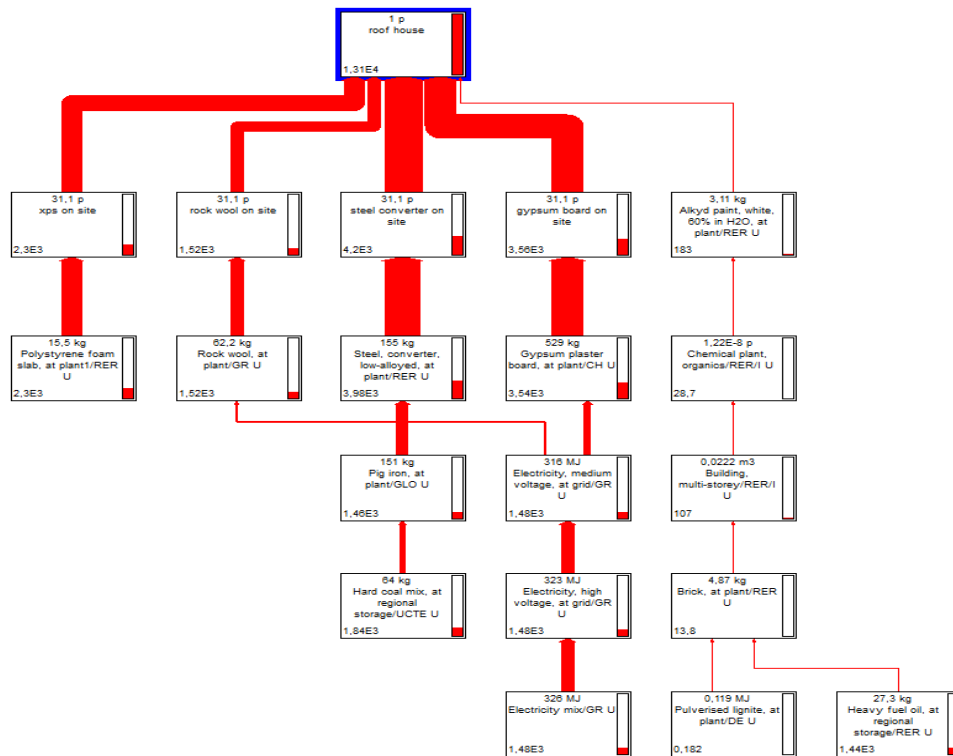 1 p
roof house
1,31E4
31,1 p
xps on site
2,3E3
31,1 p
rock wool on site
1,52E3
31,1 p
steel converter on
site
4,2E3
31,1 p
gypsum board on
site
3,56E3
3,11 kg
Alkyd paint, white,
60% in H2O, at
plant/RER U
183
15,5 kg
Polystyrene foam
slab, at plant1/RER
U
2,3E3
62,2 kg
Rock wool, at
plant/GR U
1,52E3
155 kg
Steel, converter,
low-alloyed, at
plant/RER U
3,98E3
529 kg
Gypsum plaster
board, at plant/CH U
3,54E3
1,22E-8 p
Chemical plant,
organics/RER/I U
28,7
151 kg
Pig iron, at
plant/GLO U
1,46E3
316 MJ
Electricity, medium
voltage, at grid/GR
U
1,48E3
0,0222 m3
Building,
multi-storey/RER/I
U
107
64 kg
Hard coal mix, at
regional
storage/UCTE U
1,84E3
323 MJ
Electricity, high
voltage, at grid/GR
U
1,48E3
4,87 kg
Brick, at plant/RER
U
13,8
326 MJ
Electricity mix/GR U
1,48E3
0,119 MJ
Pulverised lignite, at
plant/DE U
0,182
27,3 kg
Heavy fuel oil, at
regional
storage/RER U
1,44E3